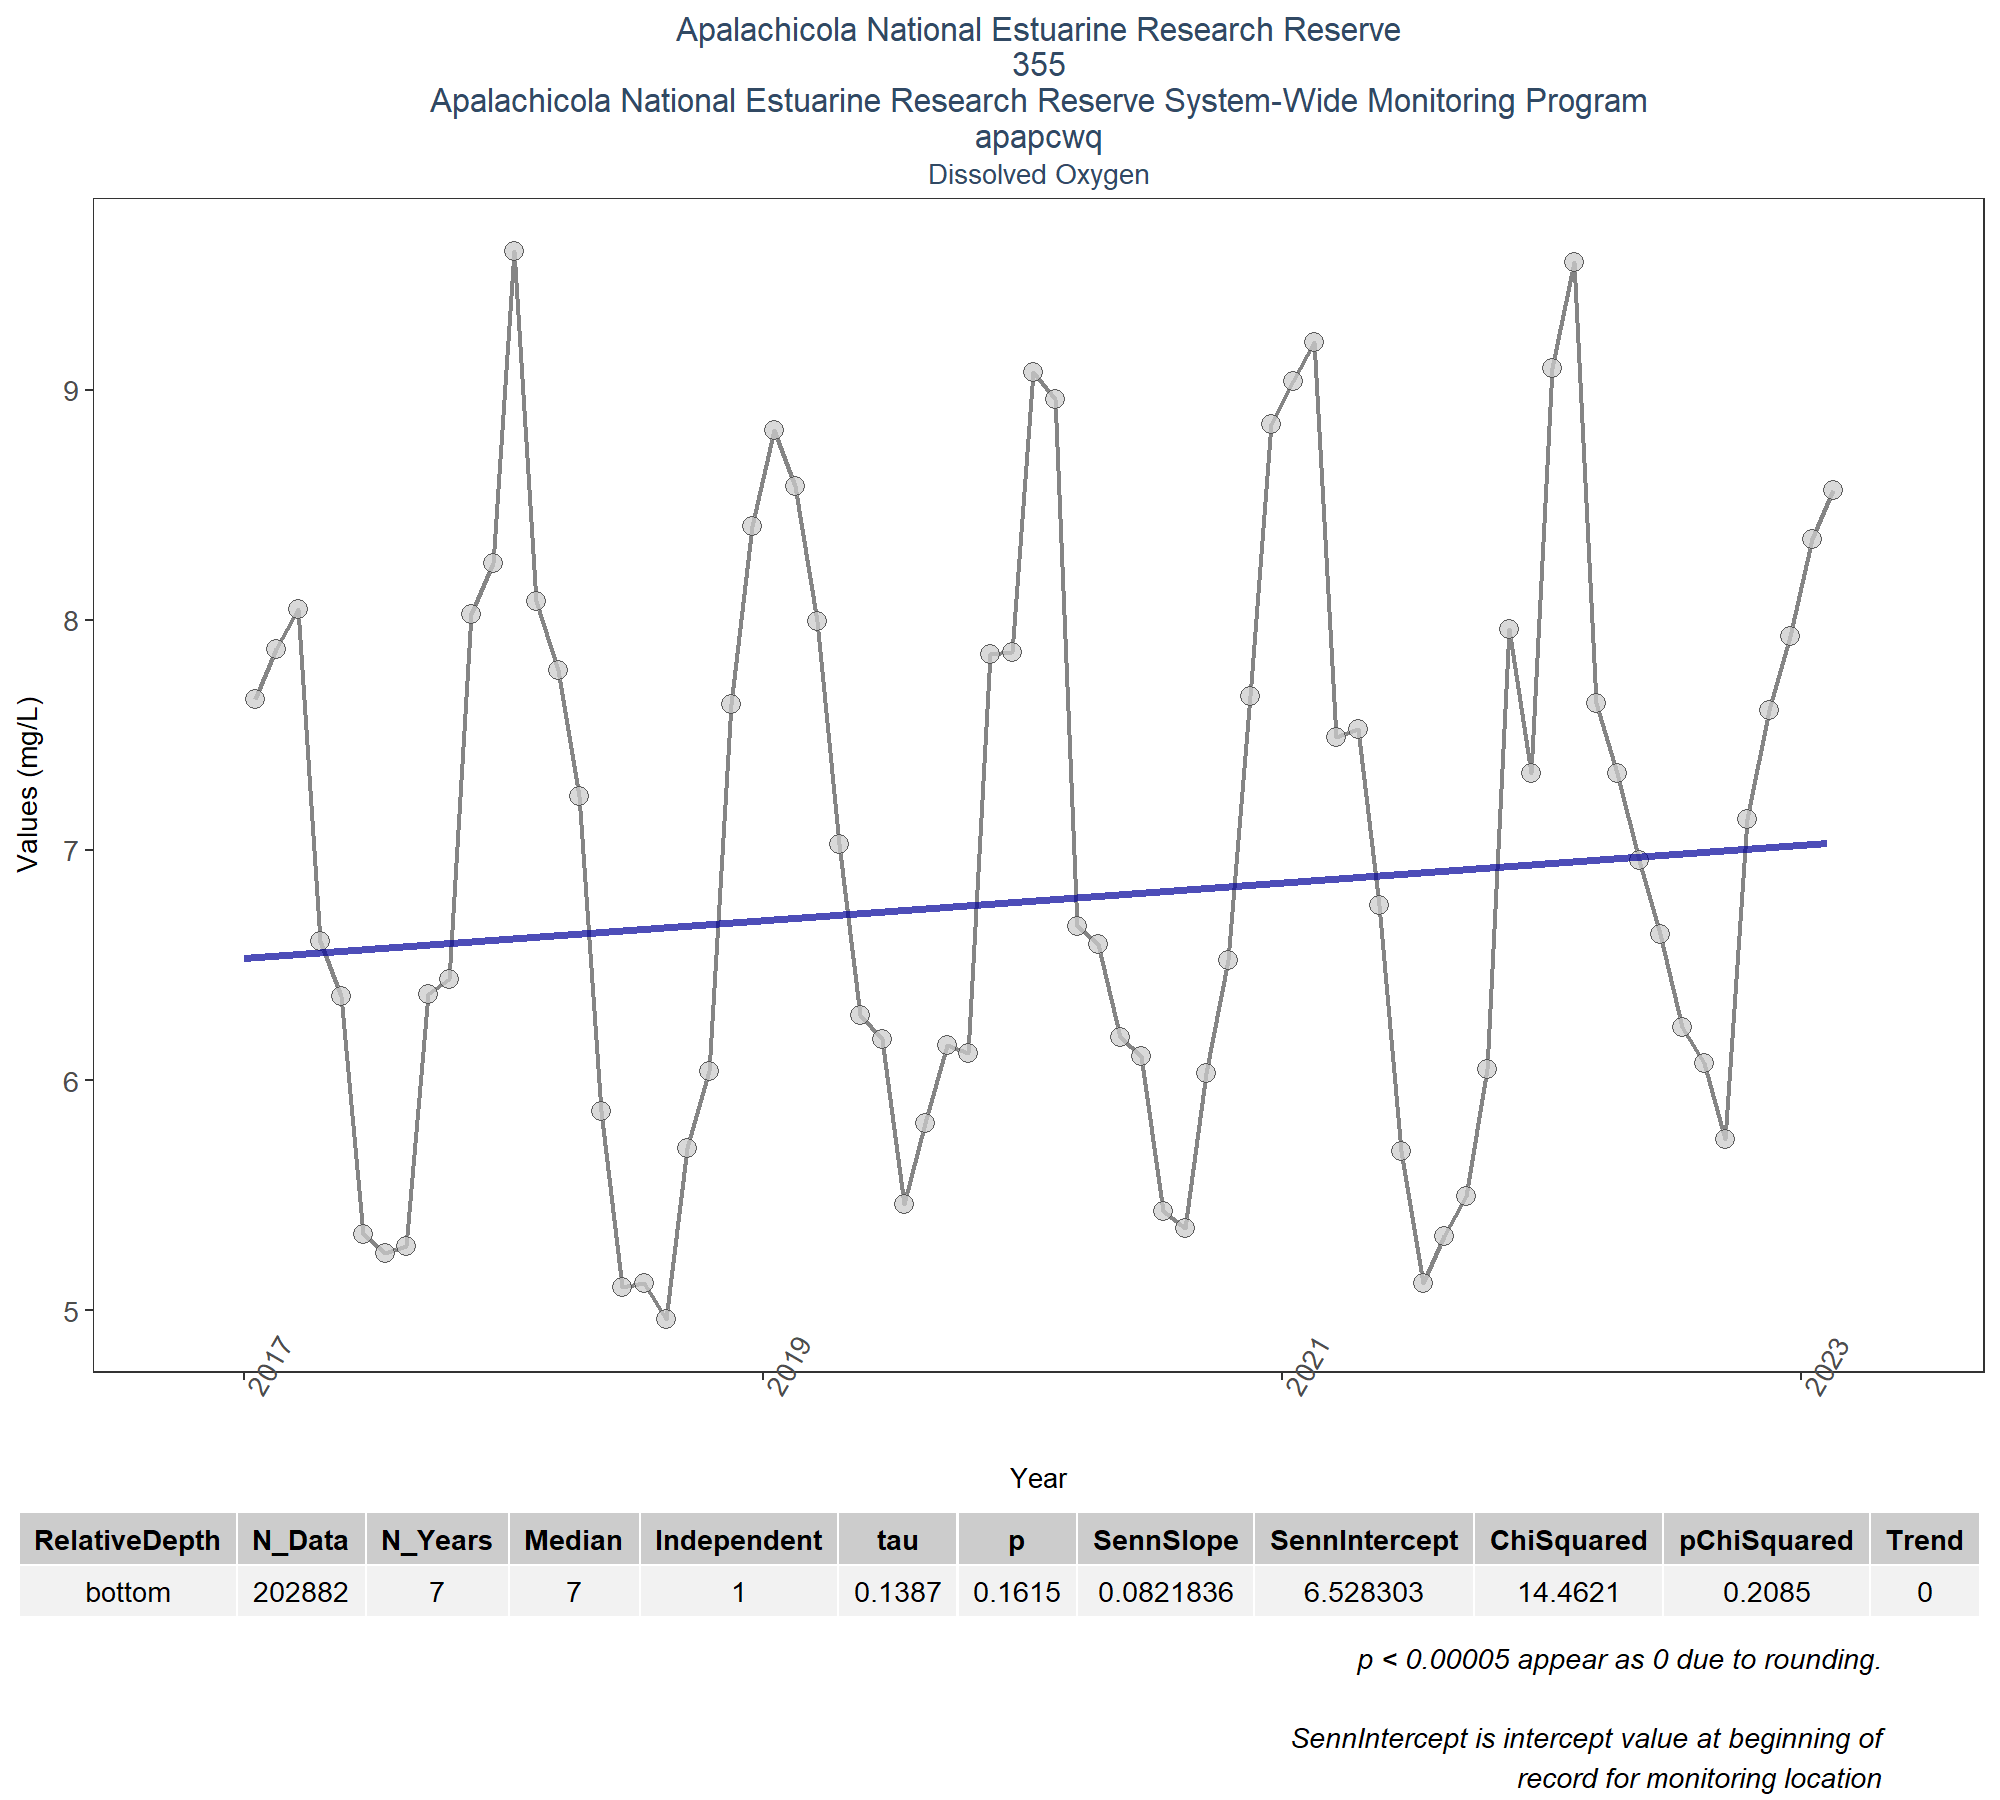 Apalachicola National Estuarine Research Reserve
355
Apalachicola National Estuarine Research Reserve System-Wide Monitoring Program
apapcwq
Dissolved Oxygen
Values (mg/L)
9
8
7
6
5
2017
2019
2021
2023
Year
RelativeDepth N_Data N_Years Median Independent tau p SennSlope SennIntercept ChiSquared pChiSquared Trend
bottom 202882 7 7 1 0.1387 0.1615 0.0821836 6.528303 14.4621 0.2085 0
p < 0.00005 appear as 0 due to rounding.
SennIntercept is intercept value at beginning of
record for monitoring location